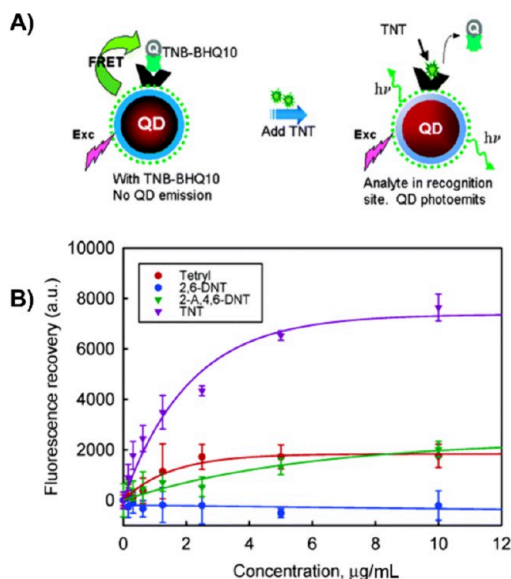 A)
Q
TNB-BHQ10
FRET
QD
Exc
With TNB-BHQ10
No QD emission
Add TNT
TNT
Q
hν
QD
Exc
hν
Analyte in recognition
site. QD photoemits
B)
Fluorescence recovery (a.u.)
10000
8000
6000
4000
2000
0
Tetryl
2,6-DNT
2-A,4,6-DNT
TNT
0 2 4 6 8 10 12
Concentration, μg/mL